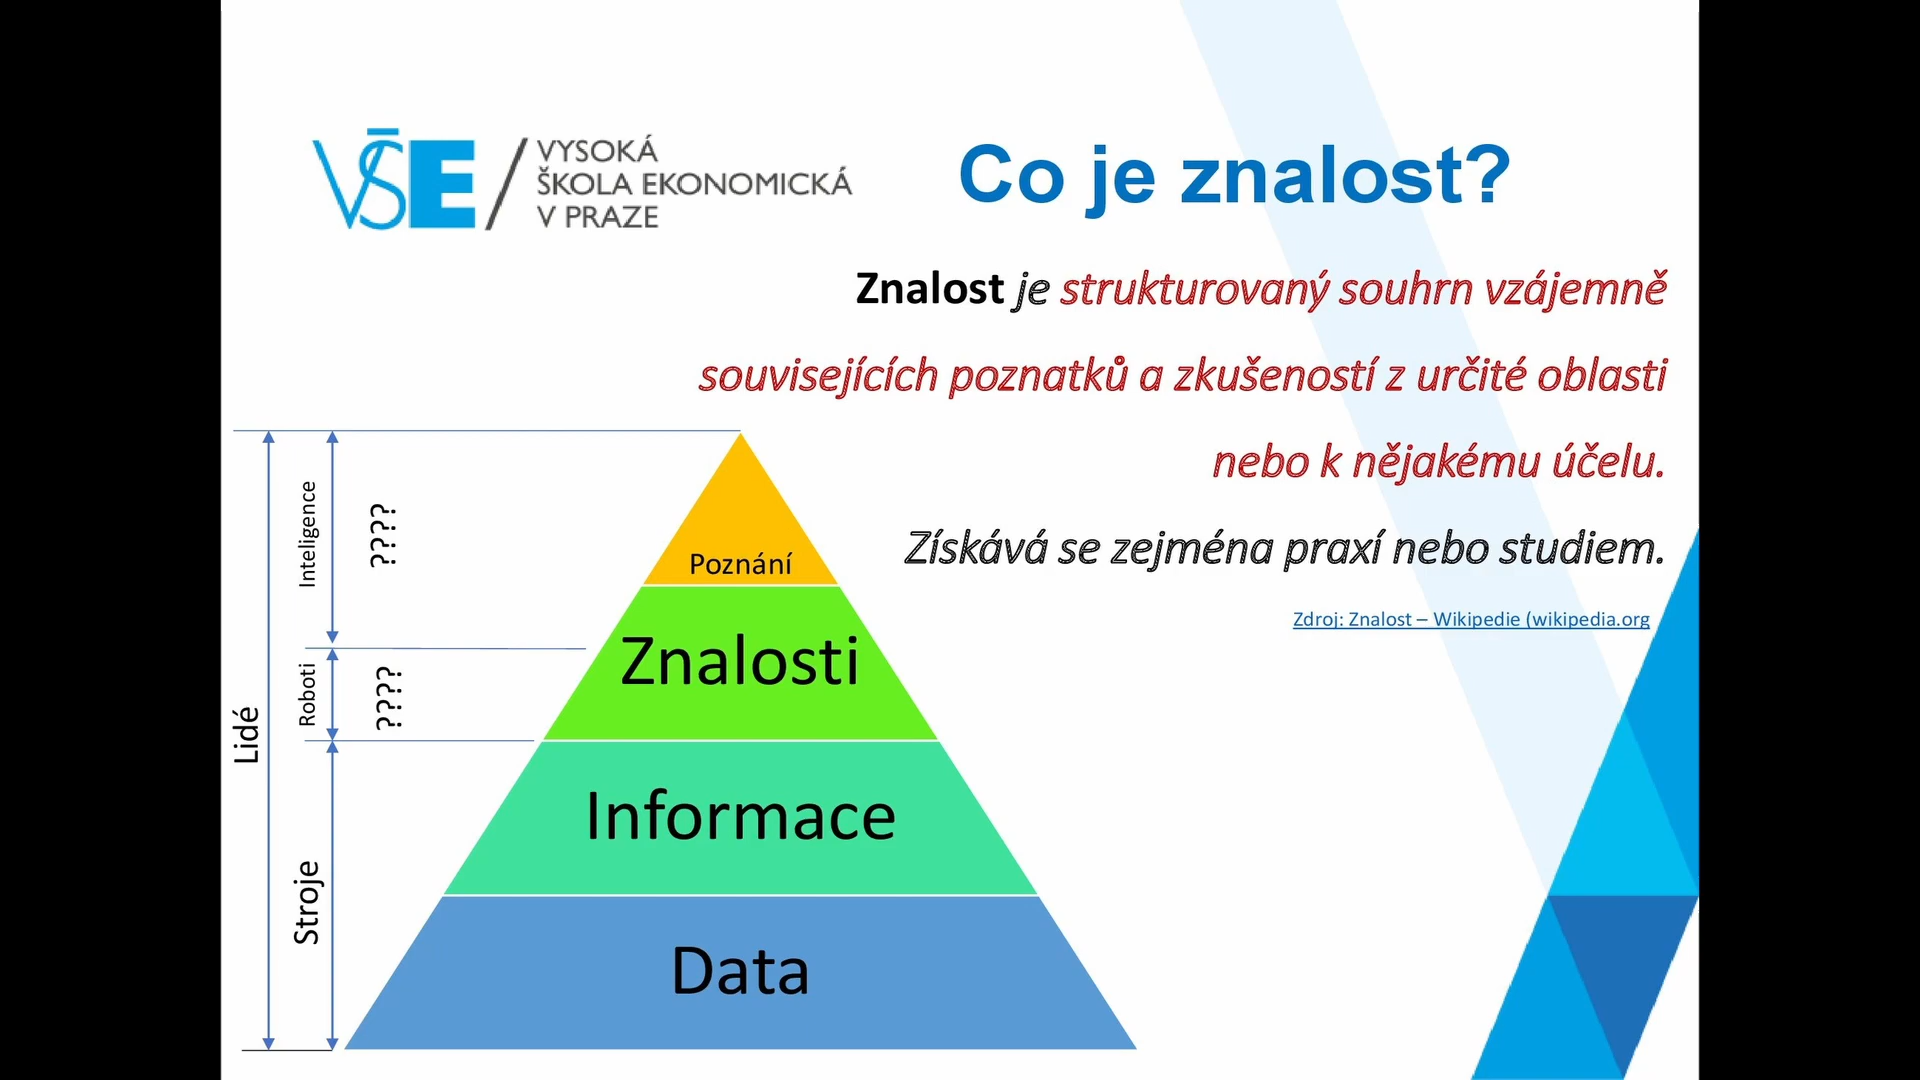 VŠE / VYSOKÁ
ŠKOLA EKONOMICKÁ
V PRAZE
Co je znalost?
Znalost je strukturovaný souhrn vzájemně
souvisejících poznatků a zkušeností z určité oblasti
nebo k nějakému účelu.
Získává se zejména praxí nebo studiem.
Zdroj: Znalost – Wikipedie (wikipedia.org
Lidé
Inteligence
????
Roboti
????
Stroje
Poznání
Znalosti
Informace
Data